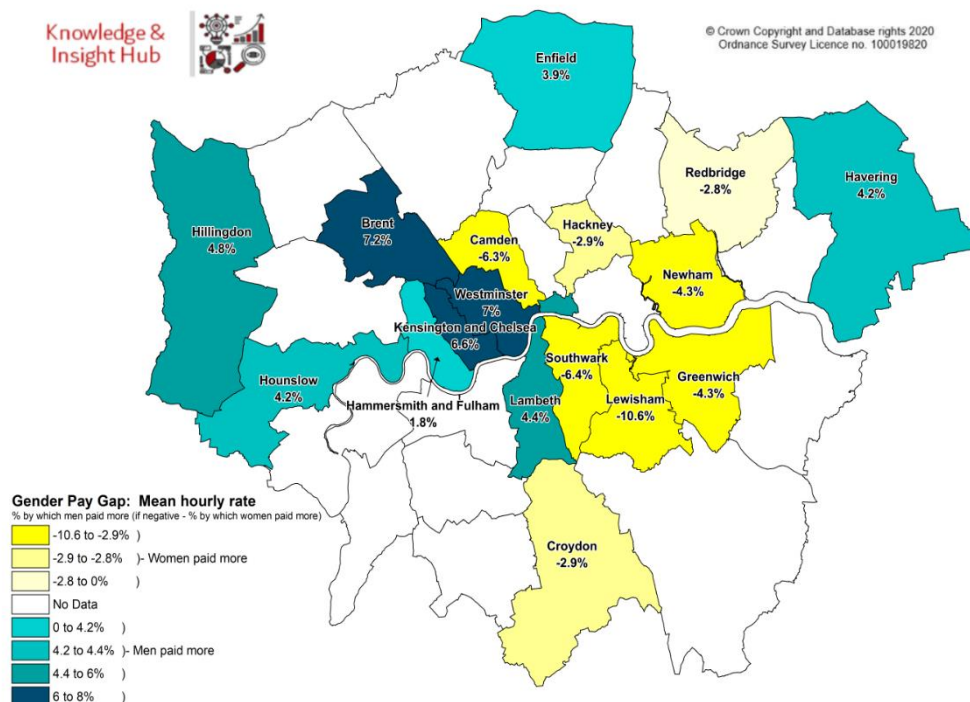 Knowledge &
Insight Hub
© Crown Copyright and Database rights 2020
Ordnance Survey Licence no. 100019820
Enfield
3.9%
Redbridge
-2.8%
Havering
4.2%
Hillingdon
4.8%
Brent
7.2%
Camden
-6.3%
Hackney
-2.9%
Newham
-4.3%
Westminster
7%
Kensington and Chelsea
6.6%
Hounslow
4.2%
Hammersmith and Fulham
1.8%
Lambeth
4.4%
Southwark
-6.4%
Lewisham
-10.6%
Greenwich
-4.3%
Croydon
-2.9%
Gender Pay Gap: Mean hourly rate
% by which men paid more (if negative - % by which women paid more)
-10.6 to -2.9% )
-2.9 to -2.8% )- Women paid more
-2.8 to 0% )
No Data
0 to 4.2% )
4.2 to 4.4% )- Men paid more
4.4 to 6% )
6 to 8% )